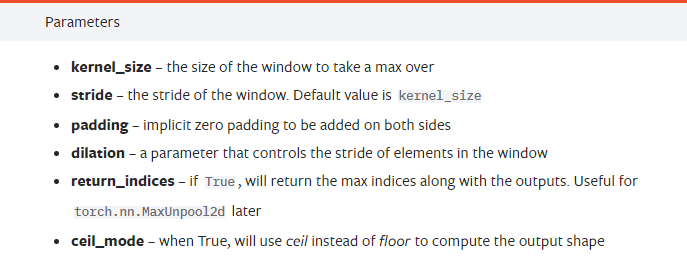 Parameters
• kernel_size – the size of the window to take a max over
• stride – the stride of the window. Default value is kernel_size
• padding – implicit zero padding to be added on both sides
• dilation – a parameter that controls the stride of elements in the window
• return_indices – if True, will return the max indices along with the outputs. Useful for
torch.nn.MaxUnpool2d later
• ceil_mode – when True, will use ceil instead of floor to compute the output shape